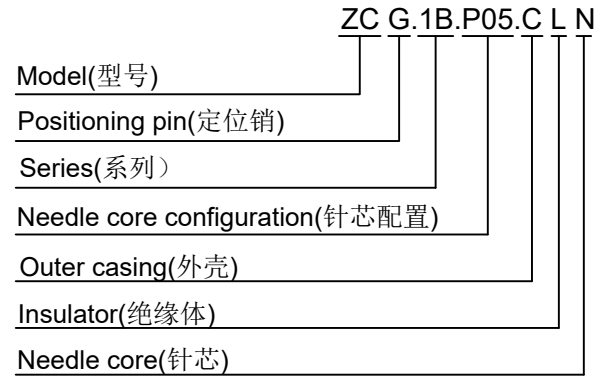 ZC G.1B.P05.C L N
Model(型号)
Positioning pin(定位销)
Series(系列）
Needle core configuration(针芯配置)
Outer casing(外壳)
Insulator(绝缘体)
Needle core(针芯)